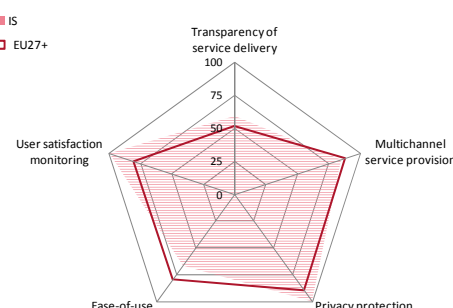 IS
EU27+
Transparency of
service delivery
100
75
50
25
0
User satisfaction
monitoring
Multichannel
service provision
Ease-of-use
Privacy protection